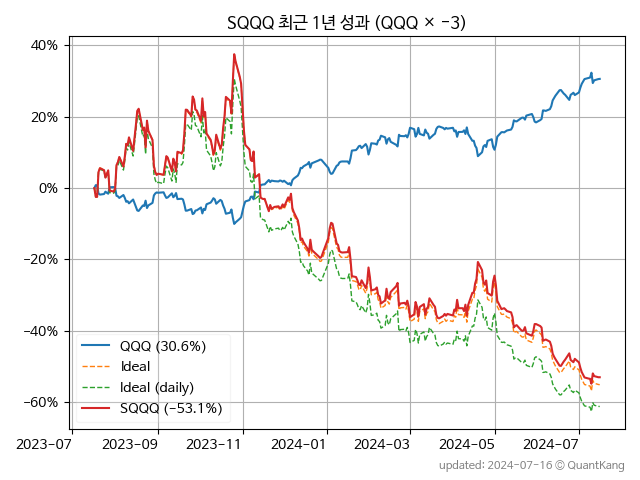 SQQQ 최근 1년 성과 (QQQ × −3)
40%
20%
0%
−20%
−40%
−60%
QQQ (30.6%)
Ideal
Ideal (daily)
SQQQ (−53.1%)
2023-07 2023-09 2023-11 2024-01 2024-03 2024-05 2024-07
updated: 2024-07-16 © QuantKang